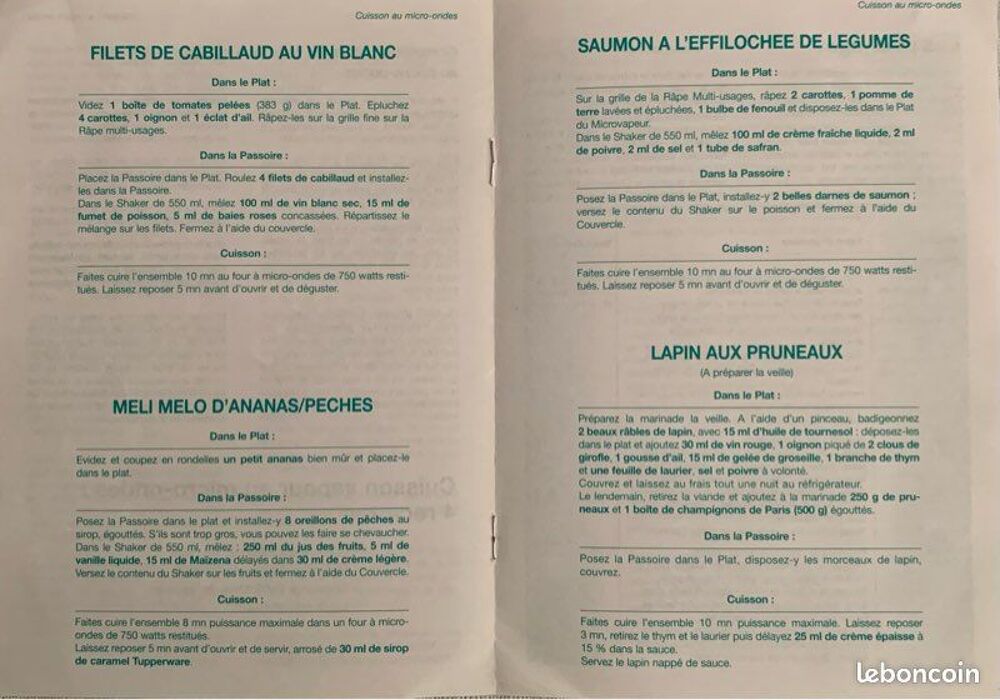 Cuisson au micro-ondes
FILETS DE CABILLAUD AU VIN BLANC
Dans le Plat :
Videz 1 boîte de tomates pelées (383 g) dans le Plat. Epluchez
4 carottes, 1 oignon et 1 éclat d'ail. Râpez-les sur la grille fine sur la
Râpe multi-usages.
Dans la Passoire :
Placez la Passoire dans le Plat. Roulez 4 filets de cabillaud et installez-
les dans la Passoire.
Dans le Shaker de 550 ml, mêlez 100 ml de vin blanc sec, 15 ml de
fumet de poisson, 5 ml de baies roses concassées. Répartissez le
mélange sur les filets. Fermez à l'aide du couvercle.
Cuisson :
Faites cuire l'ensemble 10 mn au four à micro-ondes de 750 watts resti-
tués. Laissez reposer 5 mn avant d'ouvrir et de déguster.
MELI MELO D'ANANAS/PECHES
Dans le Plat :
Evidez et coupez en rondelles un petit ananas bien mûr et placez-le
dans le plat.
Dans la Passoire :
Posez la Passoire dans le plat et installez-y 8 oreillons de pêches au
sirop, égouttés. S'ils sont trop gros, vous pouvez les faire se chevaucher.
Dans le Shaker de 550 ml, mêlez : 250 ml du jus des fruits, 5 ml de
vanille liquide, 15 ml de Maïzena délayés dans 30 ml de crème légère.
Versez le contenu du Shaker sur les fruits et fermez à l'aide du Couvercle.
Cuisson :
Faites cuire l'ensemble 8 mn puissance maximale dans un four à micro-
ondes de 750 watts restitués.
Laissez reposer 5 mn avant d'ouvrir et de servir, arrosé de 30 ml de sirop
de caramel Tupperware.
Cuisson au micro-ondes
SAUMON A L'EFFILOCHEE DE LEGUMES
Dans le Plat :
Sur la grille de la Râpe Multi-usages, râpez 2 carottes, 1 pomme de
terre lavées et épluchées, 1 bulbe de fenouil et disposez-les dans le Plat
du Microvapeur.
Dans le Shaker de 550 ml, mêlez 100 ml de crème fraîche liquide, 2 ml
de poivre, 2 ml de sel et 1 tube de safran.
Dans la Passoire :
Posez la Passoire dans le Plat, installez-y 2 belles darnes de saumon ;
versez le contenu du Shaker sur le poisson et fermez à l'aide du
Couvercle.
Cuisson :
Faites cuire l'ensemble 10 mn au four à micro-ondes de 750 watts resti-
tués. Laissez reposer 5 mn avant d'ouvrir et de déguster.
LAPIN AUX PRUNEAUX
(A préparer la veille)
Dans le Plat :
Préparez la marinade la veille. A l'aide d'un pinceau, badigeonnez
2 beaux râbles de lapin, avec 15 ml d'huile de tournesol : déposez-les
dans le plat et ajoutez 30 ml de vin rouge, 1 oignon piqué de 2 clous de
girofle, 1 gousse d'ail, 15 ml de gelée de groseille, 1 branche de thym
et une feuille de laurier, sel et poivre à volonté.
Couvrez et laissez au frais tout une nuit au réfrigérateur.
Le lendemain, retirez la viande et ajoutez à la marinade 250 g de pru-
neaux et 1 boîte de champignons de Paris (500 g) égouttés.
Dans la Passoire :
Posez la Passoire dans le Plat, disposez-y les morceaux de lapin,
couvrez.
Cuisson :
Faites cuire l'ensemble 10 mn puissance maximale. Laissez reposer
3 mn, retirez le thym et le laurier puis délayez 25 ml de crème épaisse à
15 % dans la sauce.
Servez le lapin nappé de sauce.
leboncoin